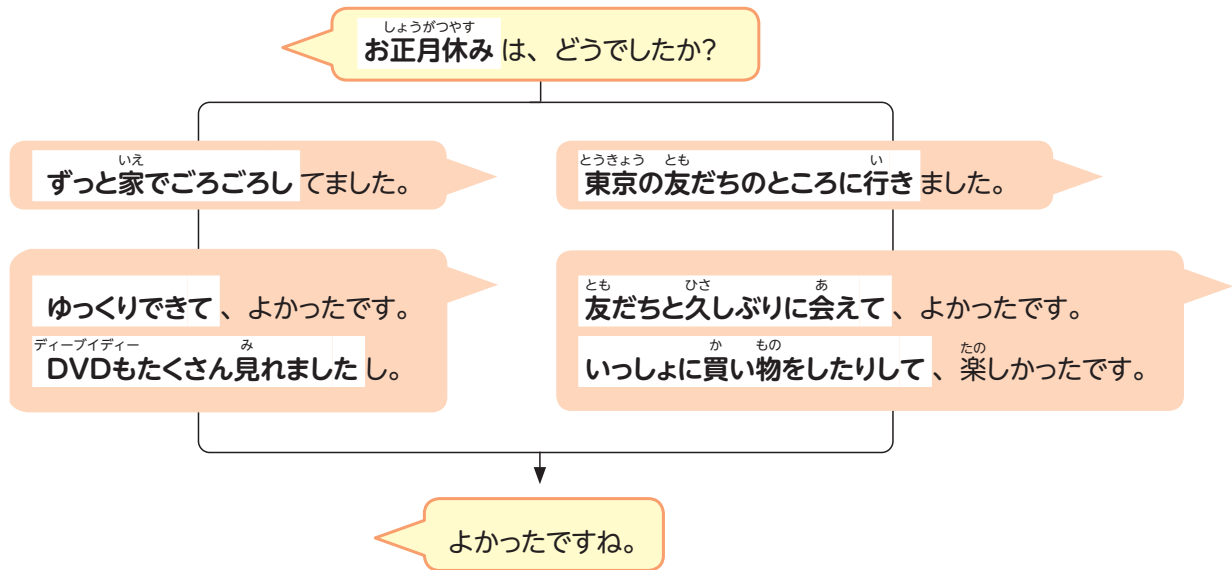 しょうがつやす
お正月休みは、どうでしたか?
いえ
ずっと家でごろごろしてました。
とうきょう とも い
東京の友だちのところに行きました。
ゆっくりできて、よかったです。
ディーブイディー み
DVDもたくさん見れましたし。
とも ひさ あ
友だちと久しぶりに会えて、よかったです。
か もの たの
いっしょに買い物をしたりして、楽しかったです。
よかったですね。